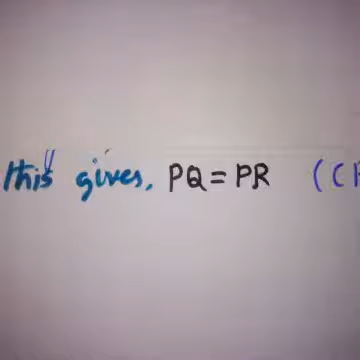 this gives, PQ = PR (C